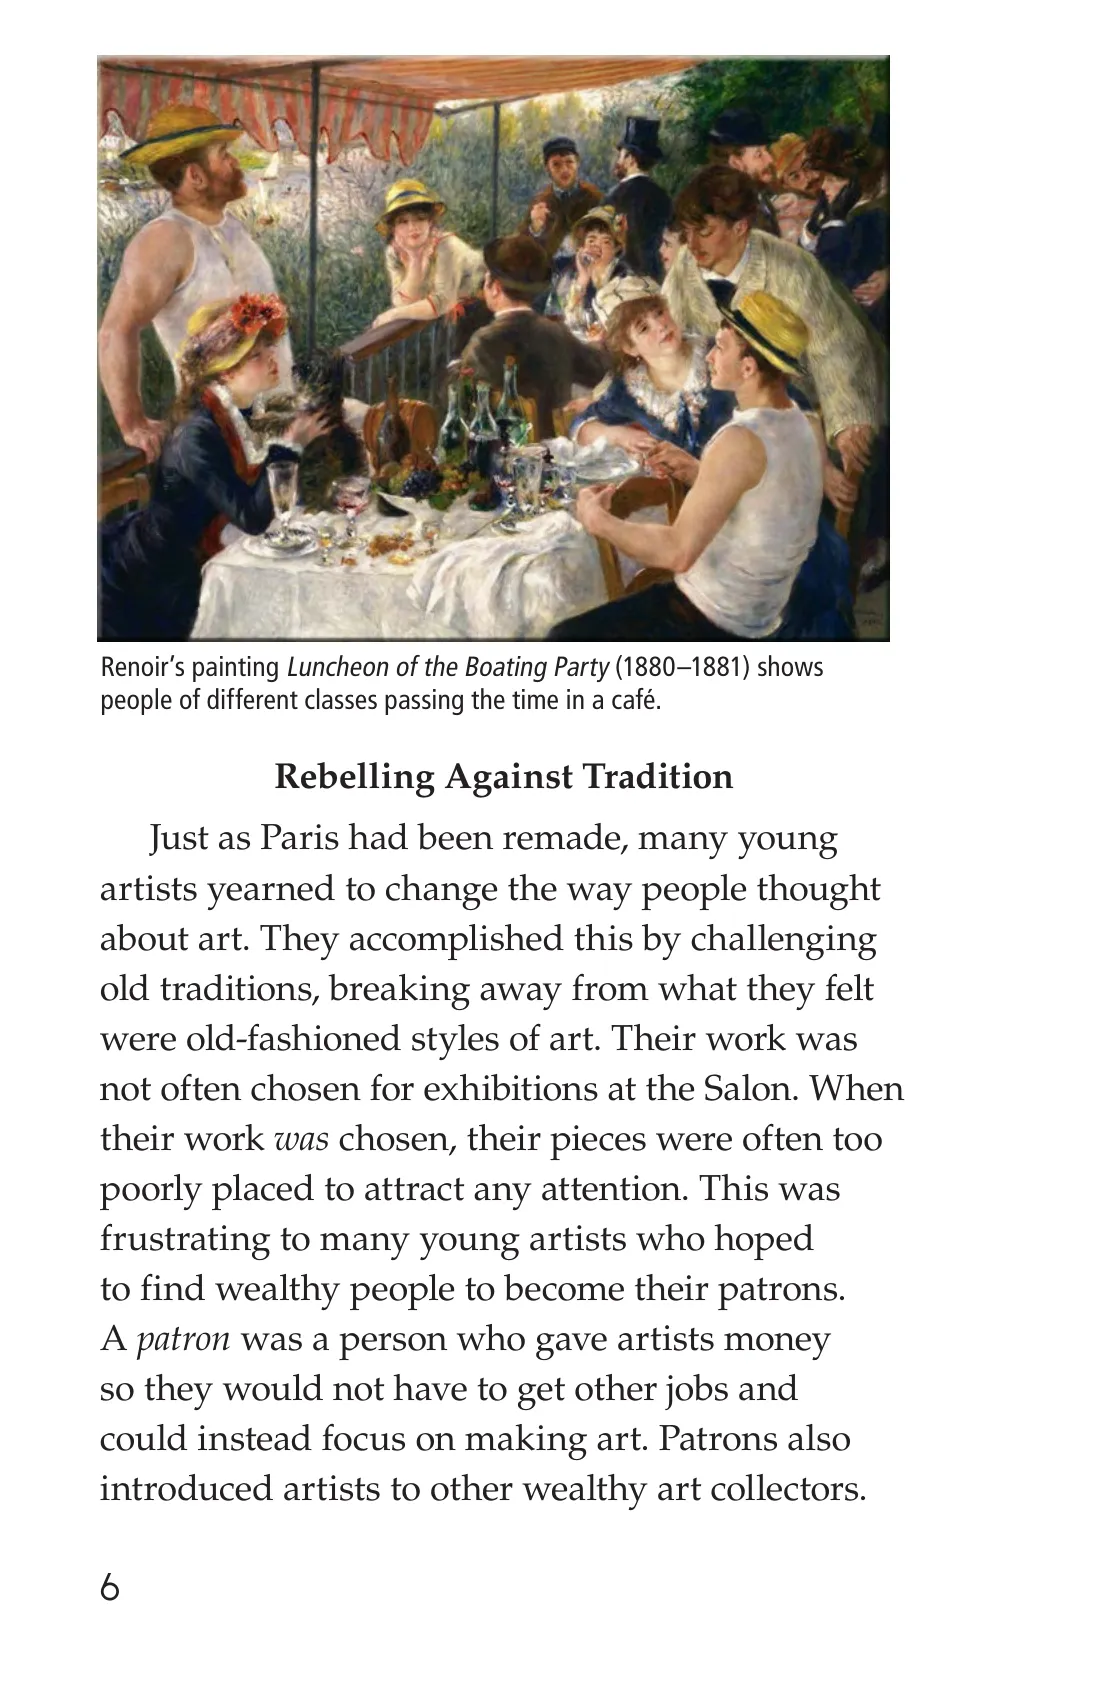 Renoir’s painting Luncheon of the Boating Party (1880–1881) shows
people of different classes passing the time in a café.
Rebelling Against Tradition
Just as Paris had been remade, many young
artists yearned to change the way people thought
about art. They accomplished this by challenging
old traditions, breaking away from what they felt
were old-fashioned styles of art. Their work was
not often chosen for exhibitions at the Salon. When
their work was chosen, their pieces were often too
poorly placed to attract any attention. This was
frustrating to many young artists who hoped
to find wealthy people to become their patrons.
A patron was a person who gave artists money
so they would not have to get other jobs and
could instead focus on making art. Patrons also
introduced artists to other wealthy art collectors.
6